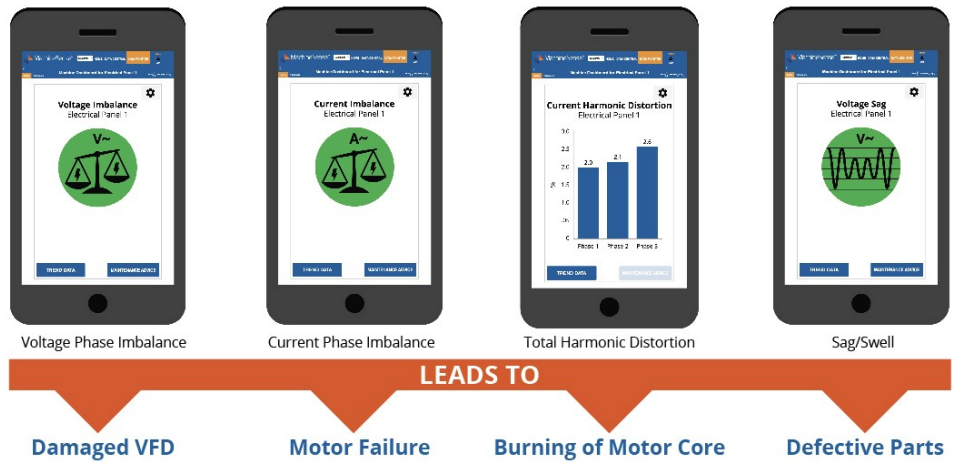 Voltage Imbalance
Electrical Panel 1
V~
TREND DATA
MAINTENANCE ADVICE
Voltage Phase Imbalance
Current Imbalance
Electrical Panel 1
A~
TREND DATA
MAINTENANCE ADVICE
Current Phase Imbalance
Current Harmonic Distortion
Electrical Panel 1
%
3.0
2.5
2.0
1.5
1.0
.05
0
2.0
2.1
2.6
Phase 1 Phase 2 Phase 3
TREND DATA
MAINTENANCE ADVICE
Total Harmonic Distortion
Voltage Sag
Electrical Panel 1
V~
TREND DATA
MAINTENANCE ADVICE
Sag/Swell
LEADS TO
Damaged VFD
Motor Failure
Burning of Motor Core
Defective Parts